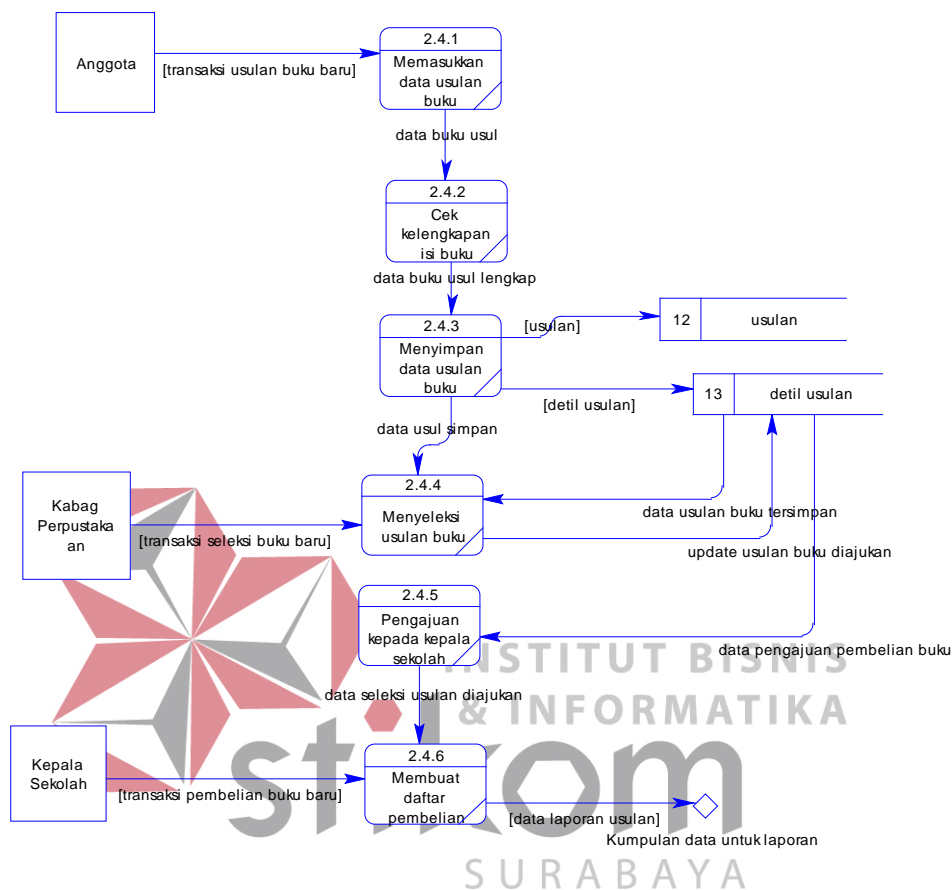 Anggota
[transaksi usulan buku baru]
2.4.1
Memasukkan
data usulan
buku
data buku usul
2.4.2
Cek
kelengkapan
isi buku
data buku usul lengkap
2.4.3
Menyimpan
data usulan
buku
[usulan]
12
usulan
[detil usulan]
13
detil usulan
data usul simpan
Kabag
Perpustaka
an
[transaksi seleksi buku baru]
2.4.4
Menyeleksi
usulan buku
data usulan buku tersimpan
update usulan buku diajukan
2.4.5
Pengajuan
kepada kepala
sekolah
data pengajuan pembelian buku
INSTITUT BISNIS
& INFORMATIKA
data seleksi usulan diajukan
Kepala
Sekolah
[transaksi pembelian buku baru]
2.4.6
Membuat
daftar
pembelian
[data laporan usulan]
Kumpulan data untuk laporan
stikom
SURABAYA